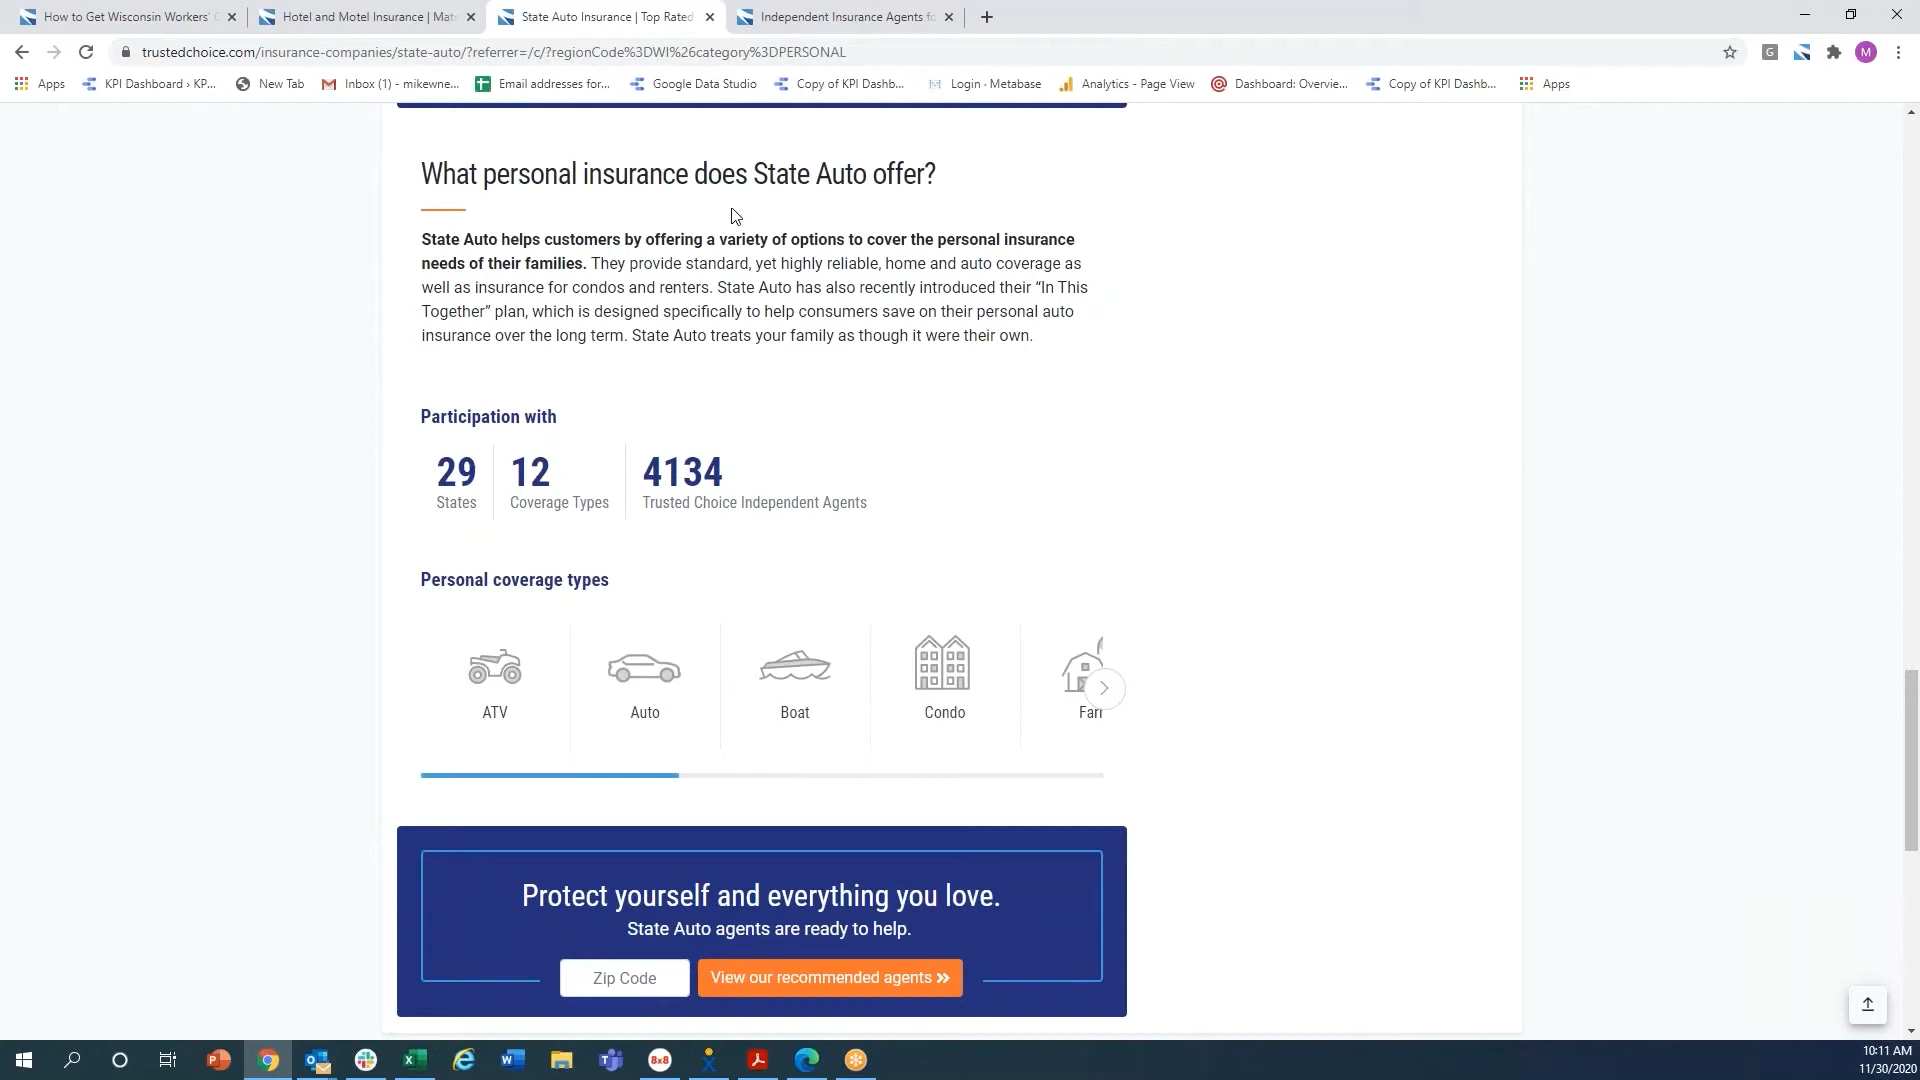 How to Get Wisconsin Workers' C
Hotel and Motel Insurance | Mat
State Auto Insurance | Top Rated
Independent Insurance Agents fo
trustedchoice.com/insurance-companies/state-auto/?referrer=/c/?regionCode%3DWI%26category%3DPERSONAL
G
M
Apps
KPI Dashboard › KP...
New Tab
Inbox (1) - mikewne...
Email addresses for...
Google Data Studio
Copy of KPI Dashb...
Login · Metabase
Analytics - Page View
Dashboard: Overvie...
Copy of KPI Dashb...
Apps
What personal insurance does State Auto offer?
State Auto helps customers by offering a variety of options to cover the personal insurance
needs of their families. They provide standard, yet highly reliable, home and auto coverage as
well as insurance for condos and renters. State Auto has also recently introduced their “In This
Together” plan, which is designed specifically to help consumers save on their personal auto
insurance over the long term. State Auto treats your family as though it were their own.
Participation with
29 12 4134
States Coverage Types Trusted Choice Independent Agents
Personal coverage types
ATV Auto Boat Condo Farr
Protect yourself and everything you love.
State Auto agents are ready to help.
Zip Code View our recommended agents »
8x8
10:11 AM
11/30/2020